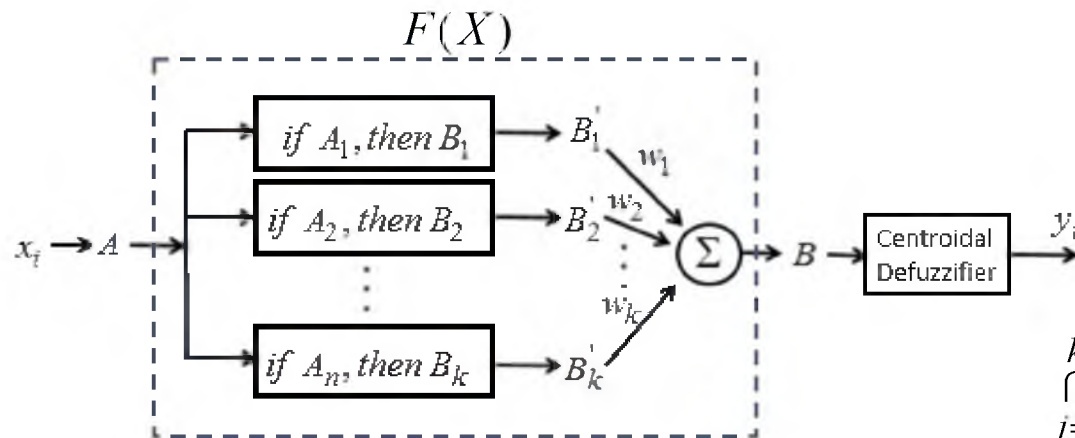 F(X)
if A₁, then B₁
B₁'
w₁
if A₂, then B₂
B₂'
w₂
xᵢ
A
Σ
B
Centroidal
Defuzzifier
wₖ
if Aₙ, then Bₖ
Bₖ'